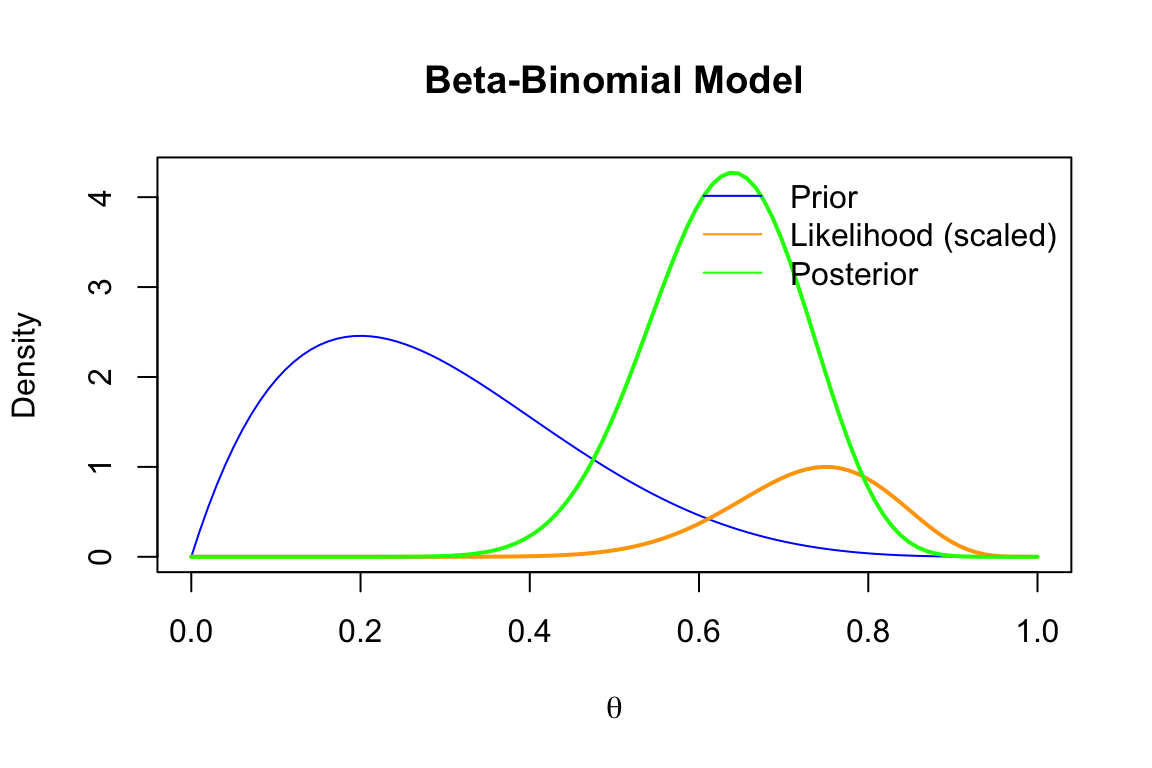 Beta-Binomial Model
Density
4
3
2
1
0
Prior
Likelihood (scaled)
Posterior
0.0 0.2 0.4 0.6 0.8 1.0
θ